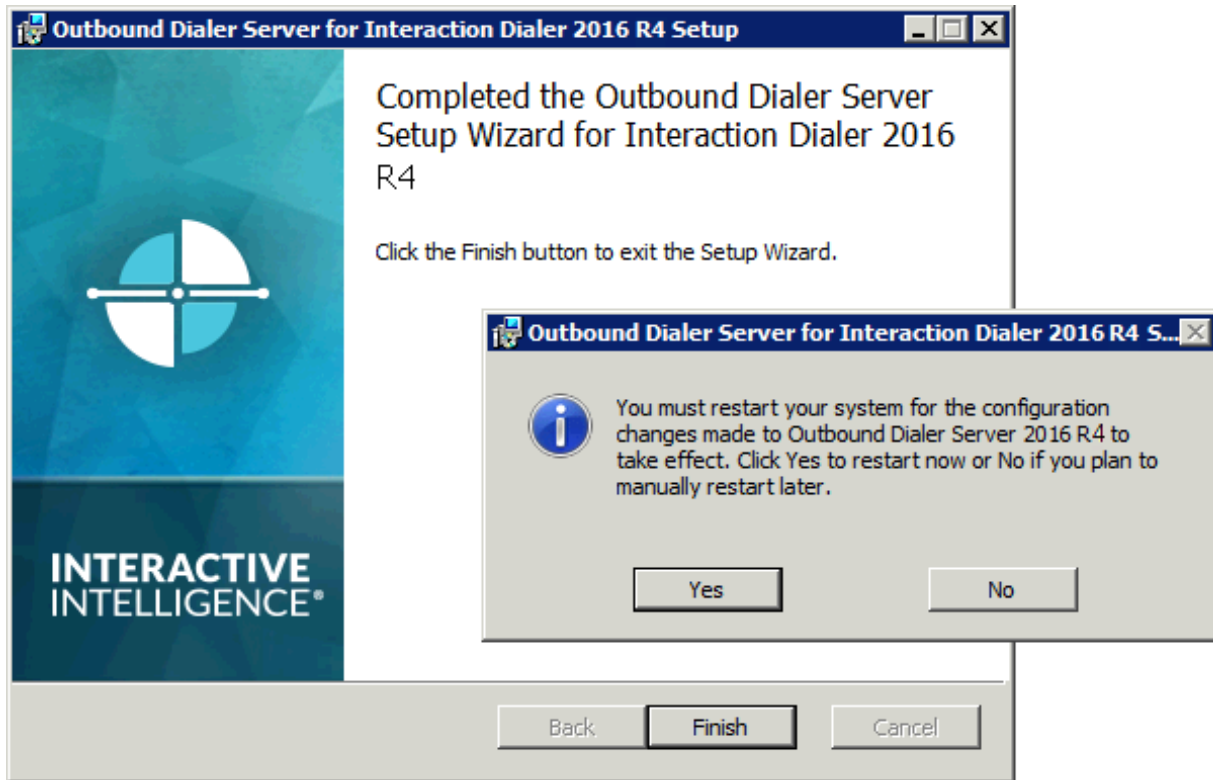 Outbound Dialer Server for Interaction Dialer 2016 R4 Setup
Completed the Outbound Dialer Server
Setup Wizard for Interaction Dialer 2016
R4
Click the Finish button to exit the Setup Wizard.
Outbound Dialer Server for Interaction Dialer 2016 R4 S...
You must restart your system for the configuration
changes made to Outbound Dialer Server 2016 R4 to
take effect. Click Yes to restart now or No if you plan to
manually restart later.
Yes No
INTERACTIVE
INTELLIGENCE®
Back Finish Cancel